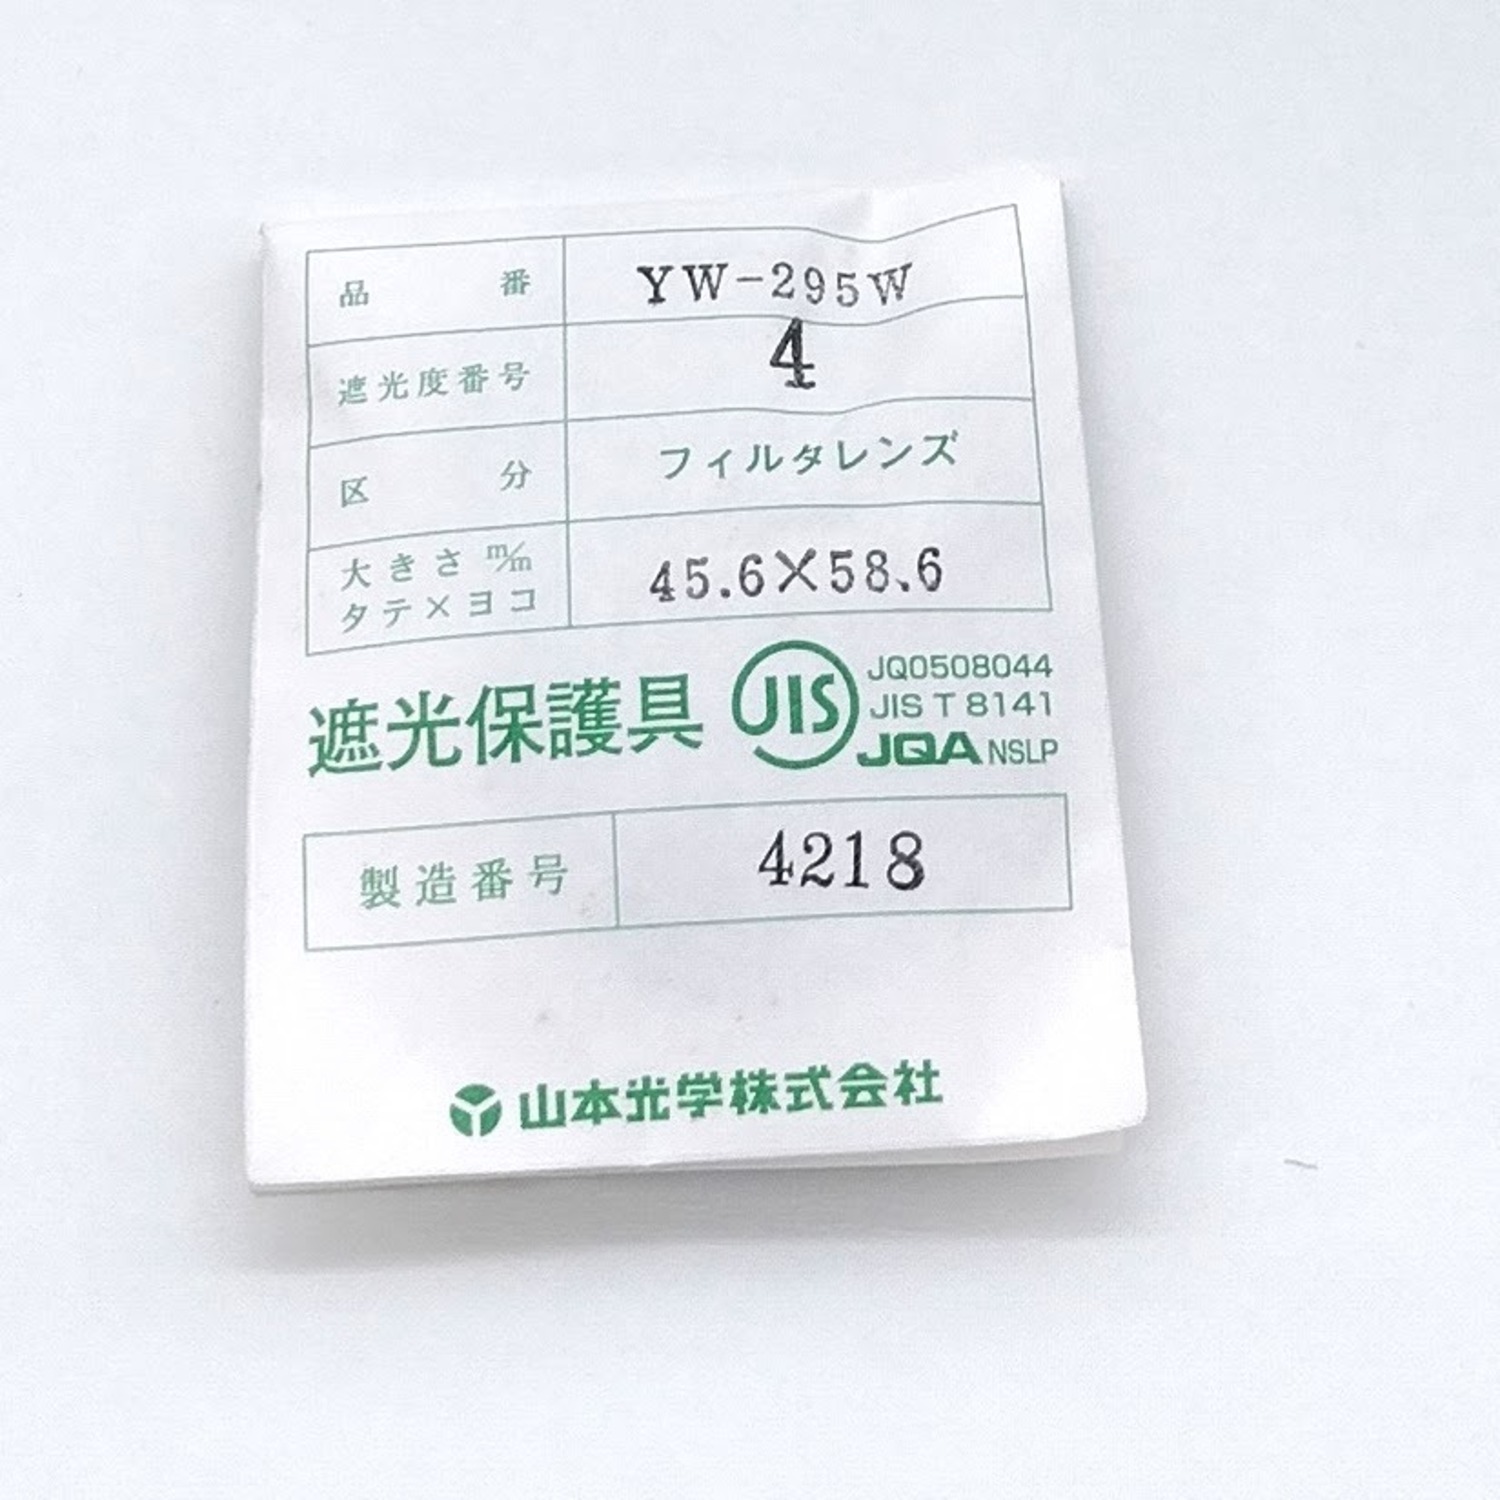 品番 YW-295W
遮光度番号 4
区分 フィルタレンズ
大きさ m/m
タテ×ヨコ 45.6×58.6
遮光保護具 JIS JQ0508044
JIS T 8141
JQA NSLP
製造番号 4218
山本光学株式会社